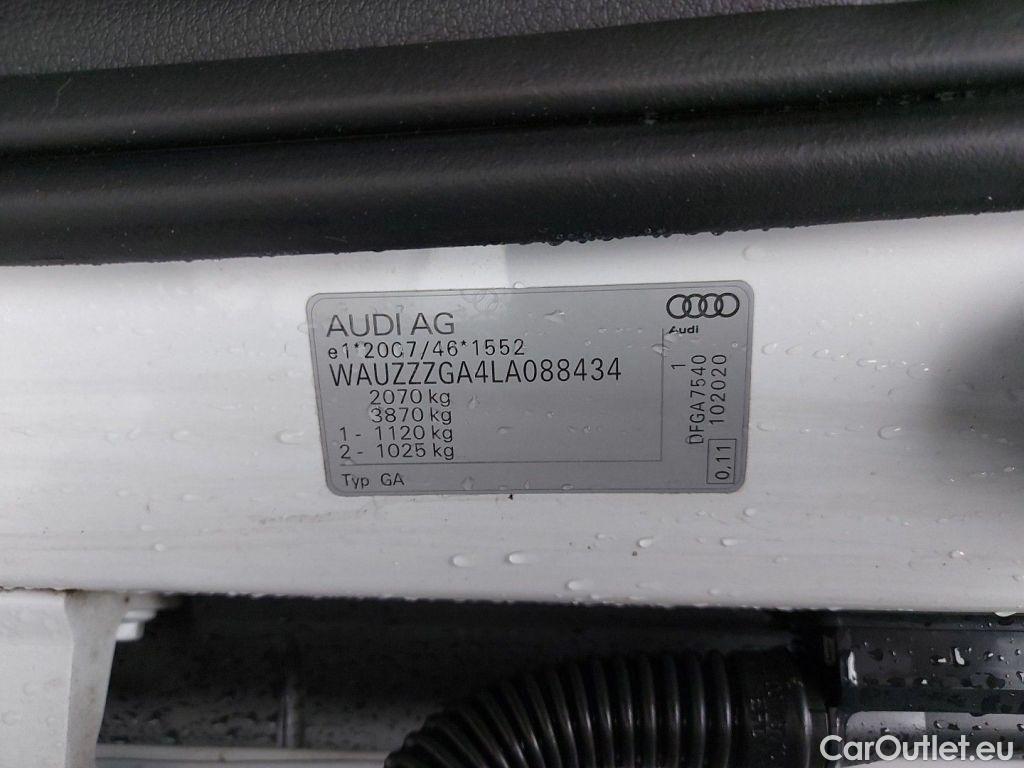 AUDI AG
Audi
e1*2007/46*1552
WAUZZZGA4LA088434
2070 kg
3870 kg
1 - 1120 kg
2 - 1025 kg
Typ GA
DFGA7540 1
0,11 102020
CarOutlet.eu